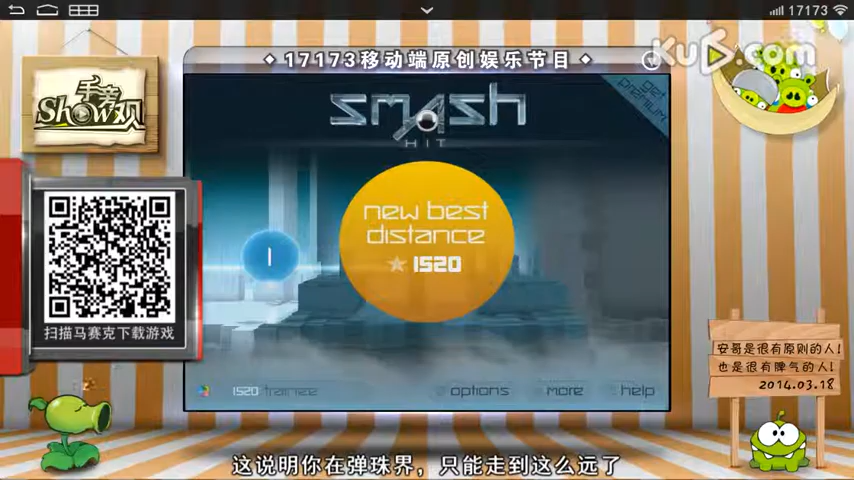 17173
17173移动端原创娱乐节目
Ku6.com
手旁
Show观
get
premium
SMASH
HIT
扫描马赛克下载游戏
1
new best
distance
1520
1520 trainee
options
more
help
安哥是很有原则的人!
也是很有脾气的人!
2014.03.18
这说明你在弹珠界，只能走到这么远了